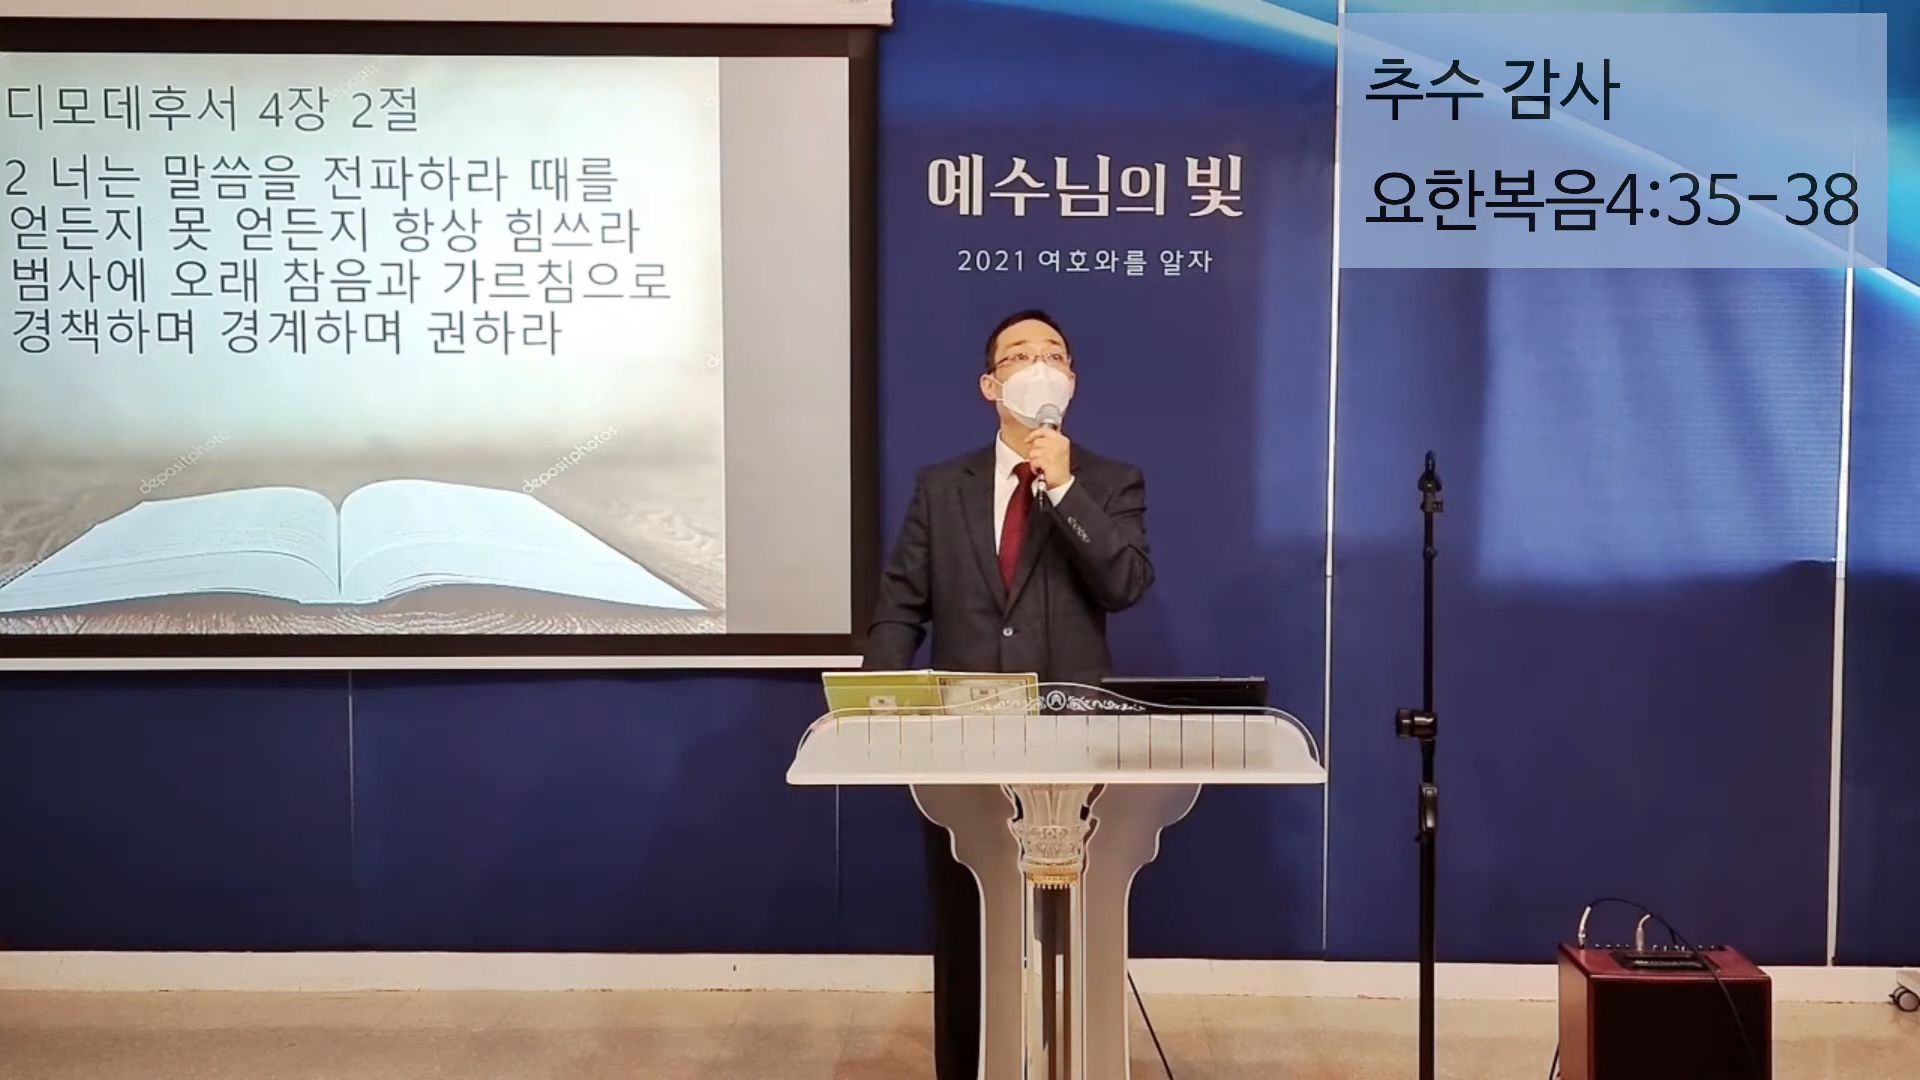 디모데후서 4장 2절
2 너는 말씀을 전파하라 때를
얻든지 못 얻든지 항상 힘쓰라
범사에 오래 참음과 가르침으로
경책하며 경계하며 권하라
depositphotos
depositphotos
예수님의 빛
2021 여호와를 알자
추수 감사
요한복음4:35-38